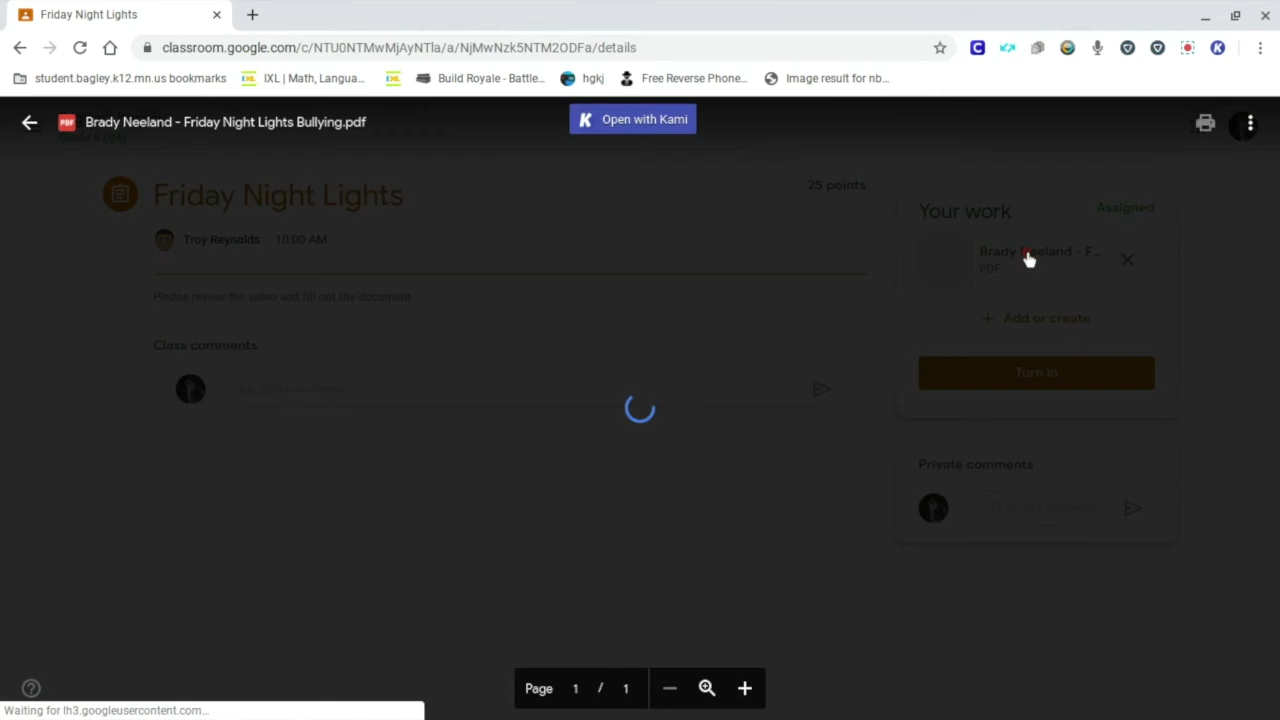 Friday Night Lights
classroom.google.com/c/NTU0NTMwMjAyNTla/a/NjMwNzk5NTM2ODFa/details
student.bagley.k12.mn.us bookmarks IXL | Math, Langua... Build Royale - Battle... hgkj Free Reverse Phone... Image result for nb...
PDF Brady Neeland - Friday Night Lights Bullying.pdf K Open with Kami
Friday Night Lights 25 points
Troy Reynolds 10:00 AM
Please review the video and fill out the document
Class comments
Your work Assigned
Brady Neeland - F...
PDF
+ Add or create
Turn in
Private comments
Page 1 / 1
Waiting for lh3.googleusercontent.com...